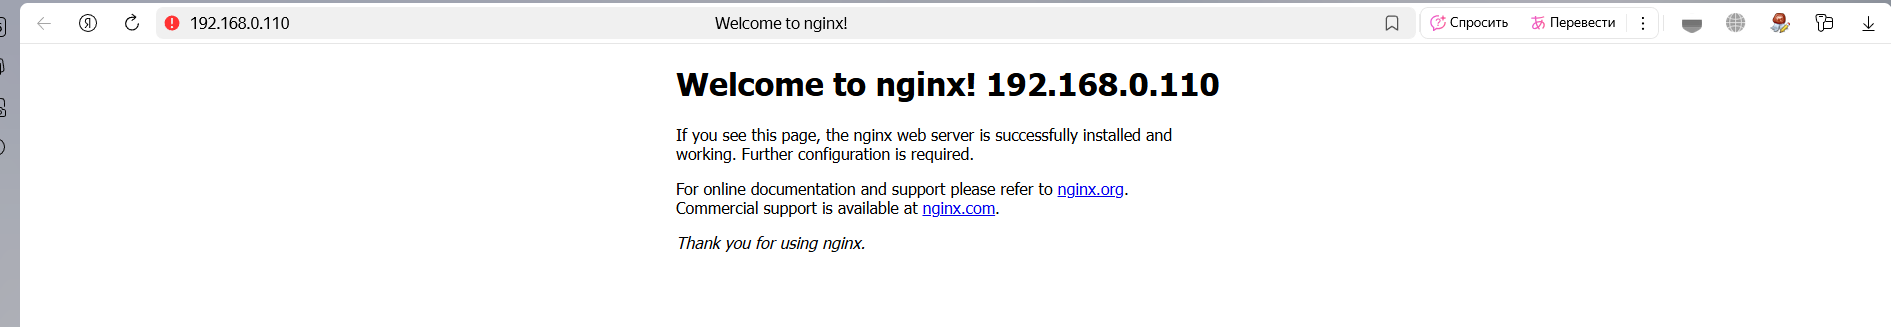 Я 192.168.0.110 Welcome to nginx! Спросить Перевести
Welcome to nginx! 192.168.0.110
If you see this page, the nginx web server is successfully installed and
working. Further configuration is required.
For online documentation and support please refer to nginx.org.
Commercial support is available at nginx.com.
Thank you for using nginx.